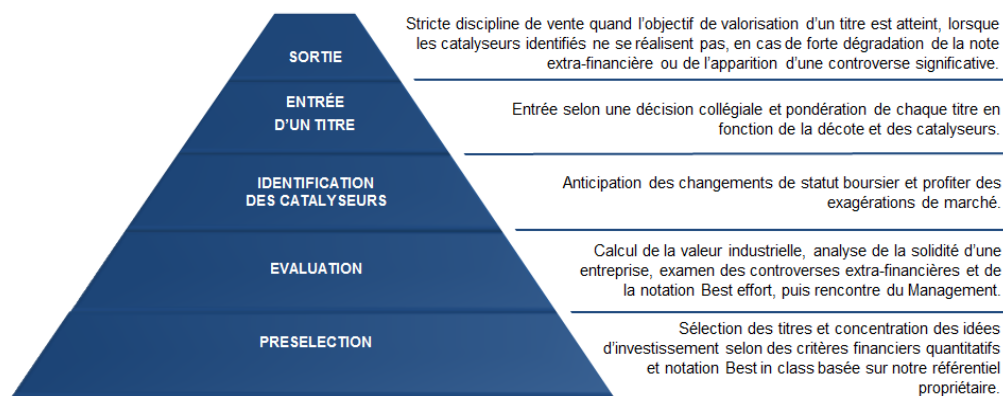 SORTIE
Stricte discipline de vente quand l'objectif de valorisation d'un titre est atteint, lorsque
les catalyseurs identifiés ne se réalisent pas, en cas de forte dégradation de la note
extra-financière ou de l'apparition d'une controverse significative.
ENTRÉE
D'UN TITRE
Entrée selon une décision collégiale et pondération de chaque titre en
fonction de la décote et des catalyseurs.
IDENTIFICATION
DES CATALYSEURS
Anticipation des changements de statut boursier et profiter des
exagérations de marché.
EVALUATION
Calcul de la valeur industrielle, analyse de la solidité d'une
entreprise, examen des controverses extra-financières et de
la notation Best effort, puis rencontre du Management.
PRESELECTION
Sélection des titres et concentration des idées
d'investissement selon des critères financiers quantitatifs
et notation Best in class basée sur notre référentiel
propriétaire.